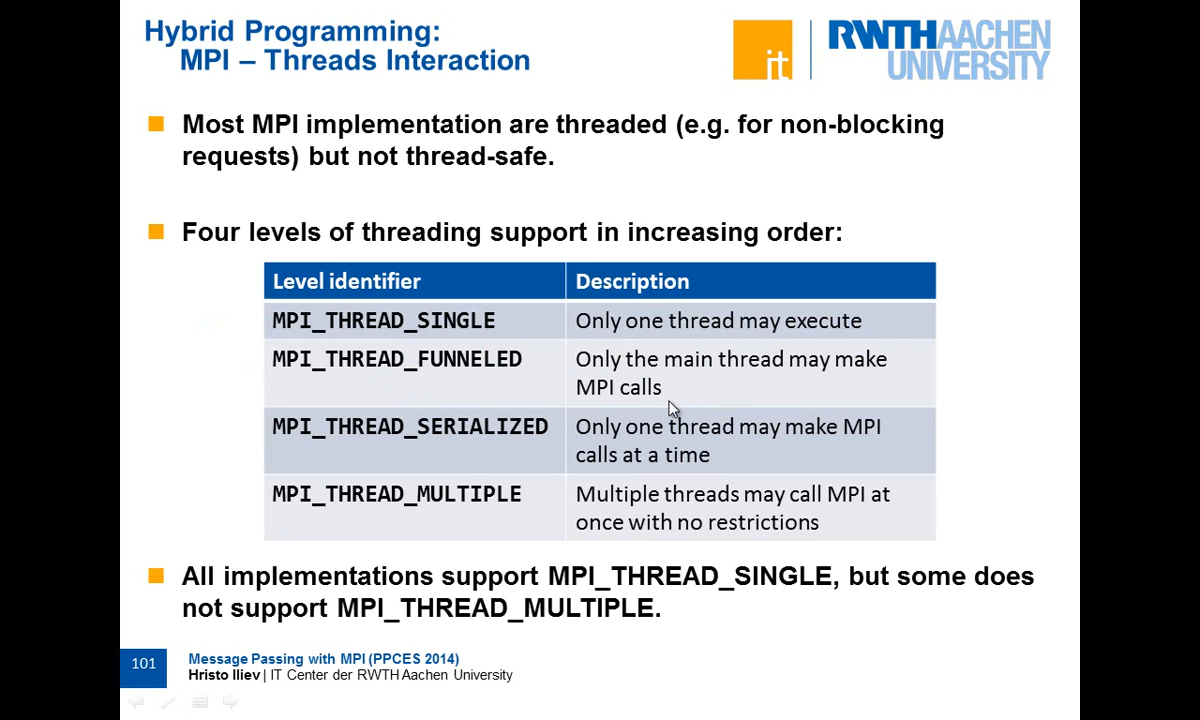 Hybrid Programming:
MPI – Threads Interaction
it
RWTHAACHEN
UNIVERSITY
Most MPI implementation are threaded (e.g. for non-blocking
requests) but not thread-safe.
Four levels of threading support in increasing order:
Level identifier Description
MPI_THREAD_SINGLE Only one thread may execute
MPI_THREAD_FUNNELED Only the main thread may make
MPI calls
MPI_THREAD_SERIALIZED Only one thread may make MPI
calls at a time
MPI_THREAD_MULTIPLE Multiple threads may call MPI at
once with no restrictions
All implementations support MPI_THREAD_SINGLE, but some does
not support MPI_THREAD_MULTIPLE.
101
Message Passing with MPI (PPCES 2014)
Hristo Iliev | IT Center der RWTH Aachen University